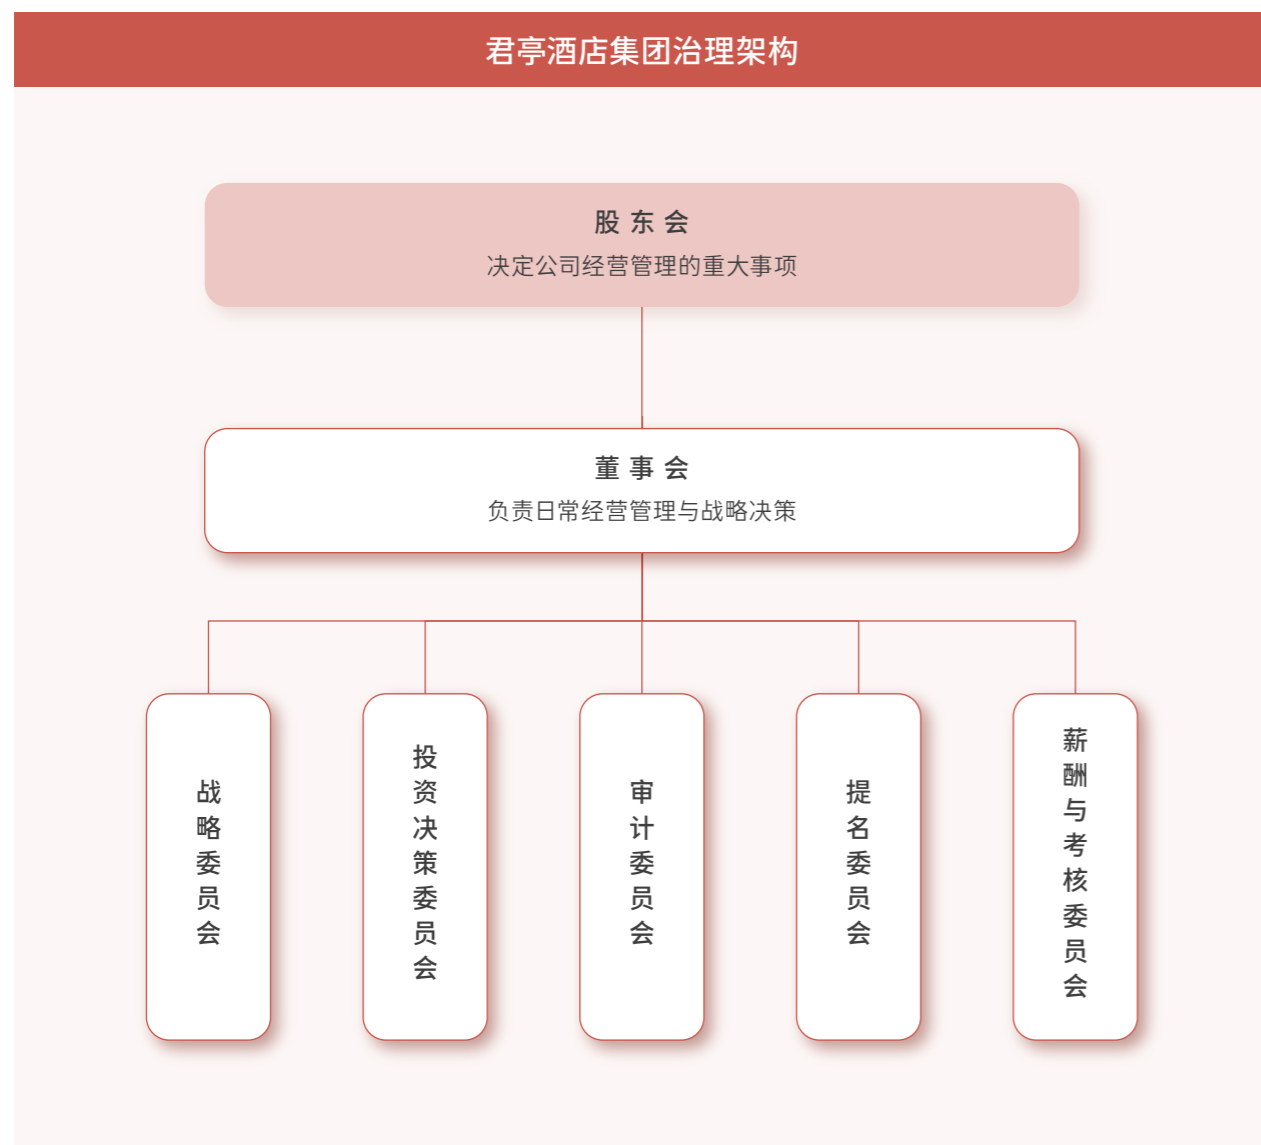 君亭酒店集团治理架构
股东会
决定公司经营管理的重大事项
董事会
负责日常经营管理与战略决策
战略委员会
投资决策委员会
审计委员会
提名委员会
薪酬与考核委员会